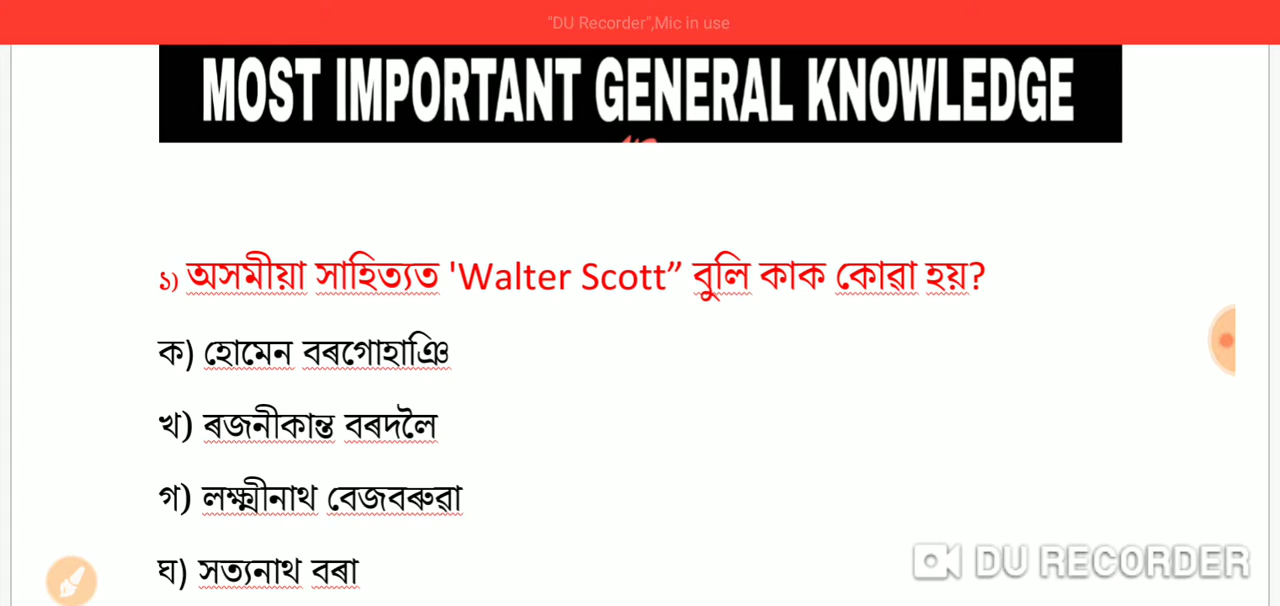 "DU Recorder",Mic in use
MOST IMPORTANT GENERAL KNOWLEDGE
১) অসমীয়া সাহিত্যত 'Walter Scott” বুলি কাক কোৱা হয়?
ক) হোমেন বৰগোহাঞি
খ) ৰজনীকান্ত বৰদলৈ
গ) লক্ষ্মীনাথ বেজবৰুৱা
ঘ) সত্যনাথ বৰা
DU RECORDER